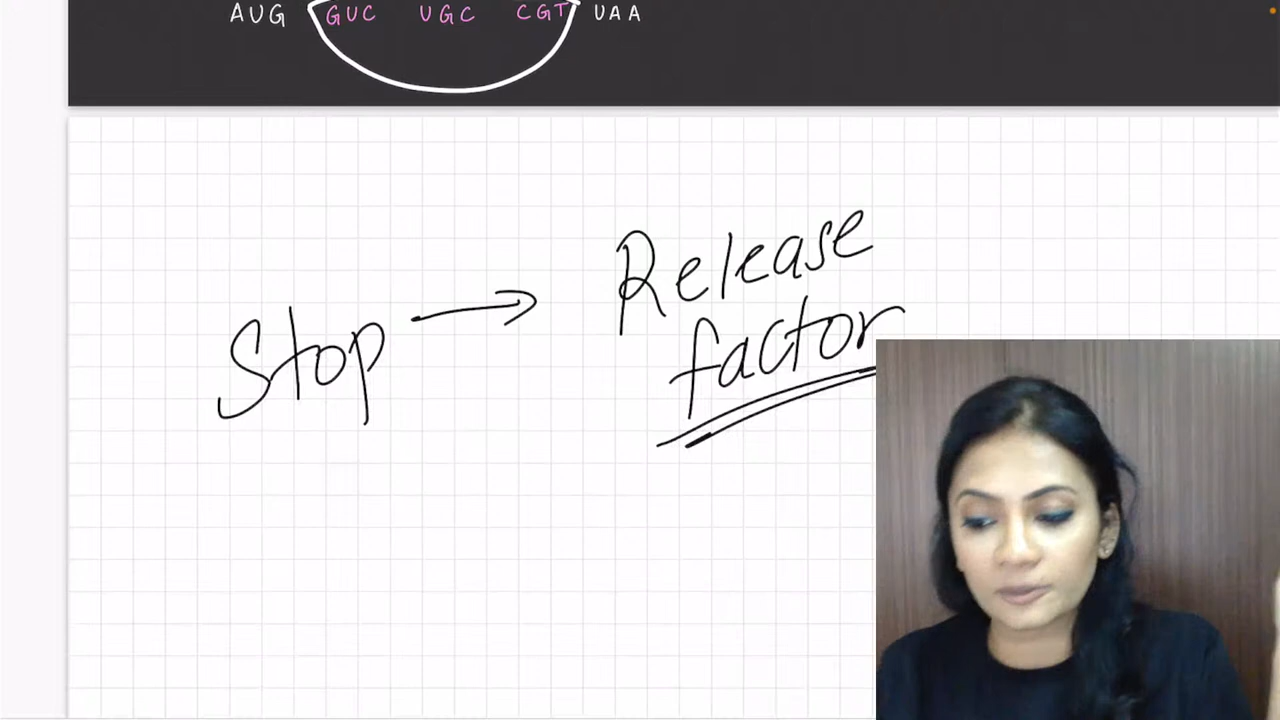 AUG GUC UGC CGT UAA
Stop → Release
factor